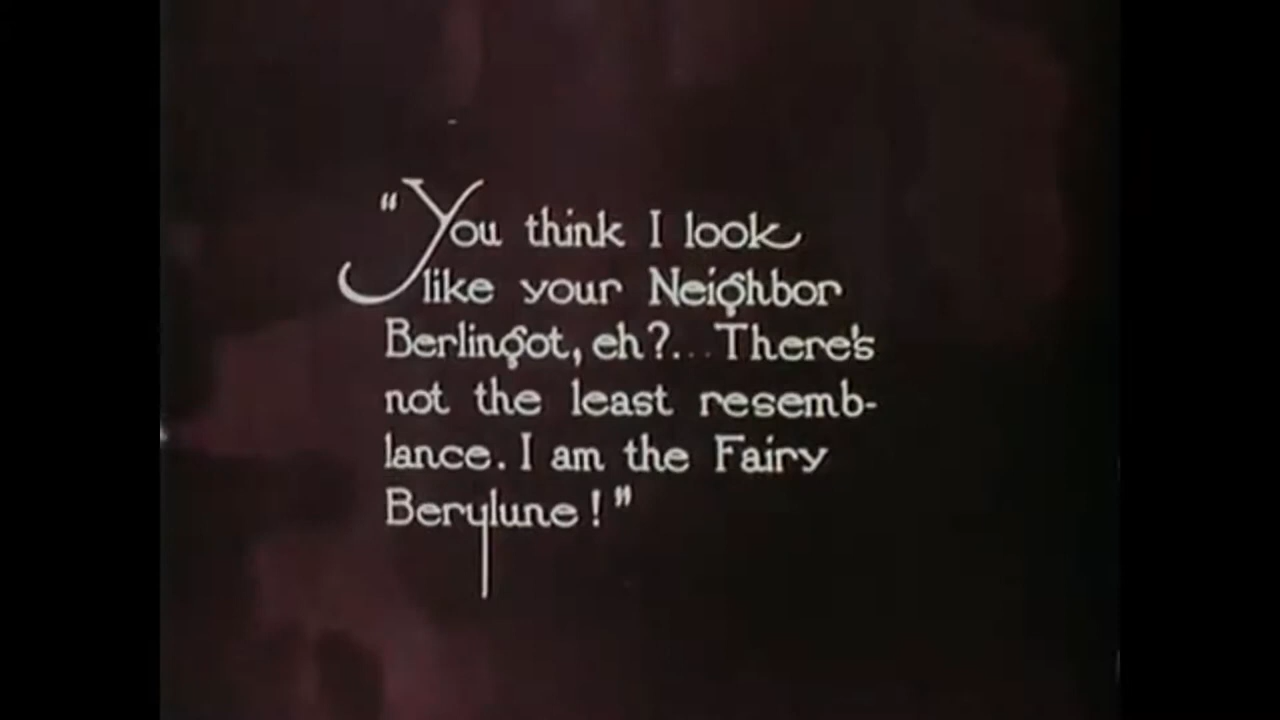 "You think I look
like your Neighbor
Berlingot, eh?... There's
not the least resemb-
lance. I am the Fairy
Berylune!"